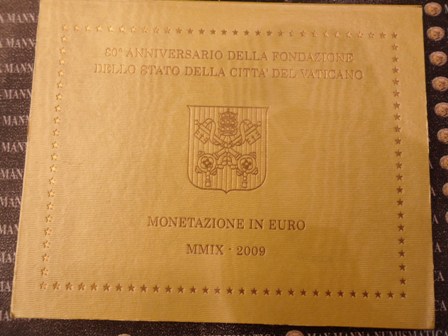 80° ANNIVERSARIO DELLA FONDAZIONE
DELLO STATO DELLA CITTA' DEL VATICANO
MONETAZIONE IN EURO
MMIX · 2009